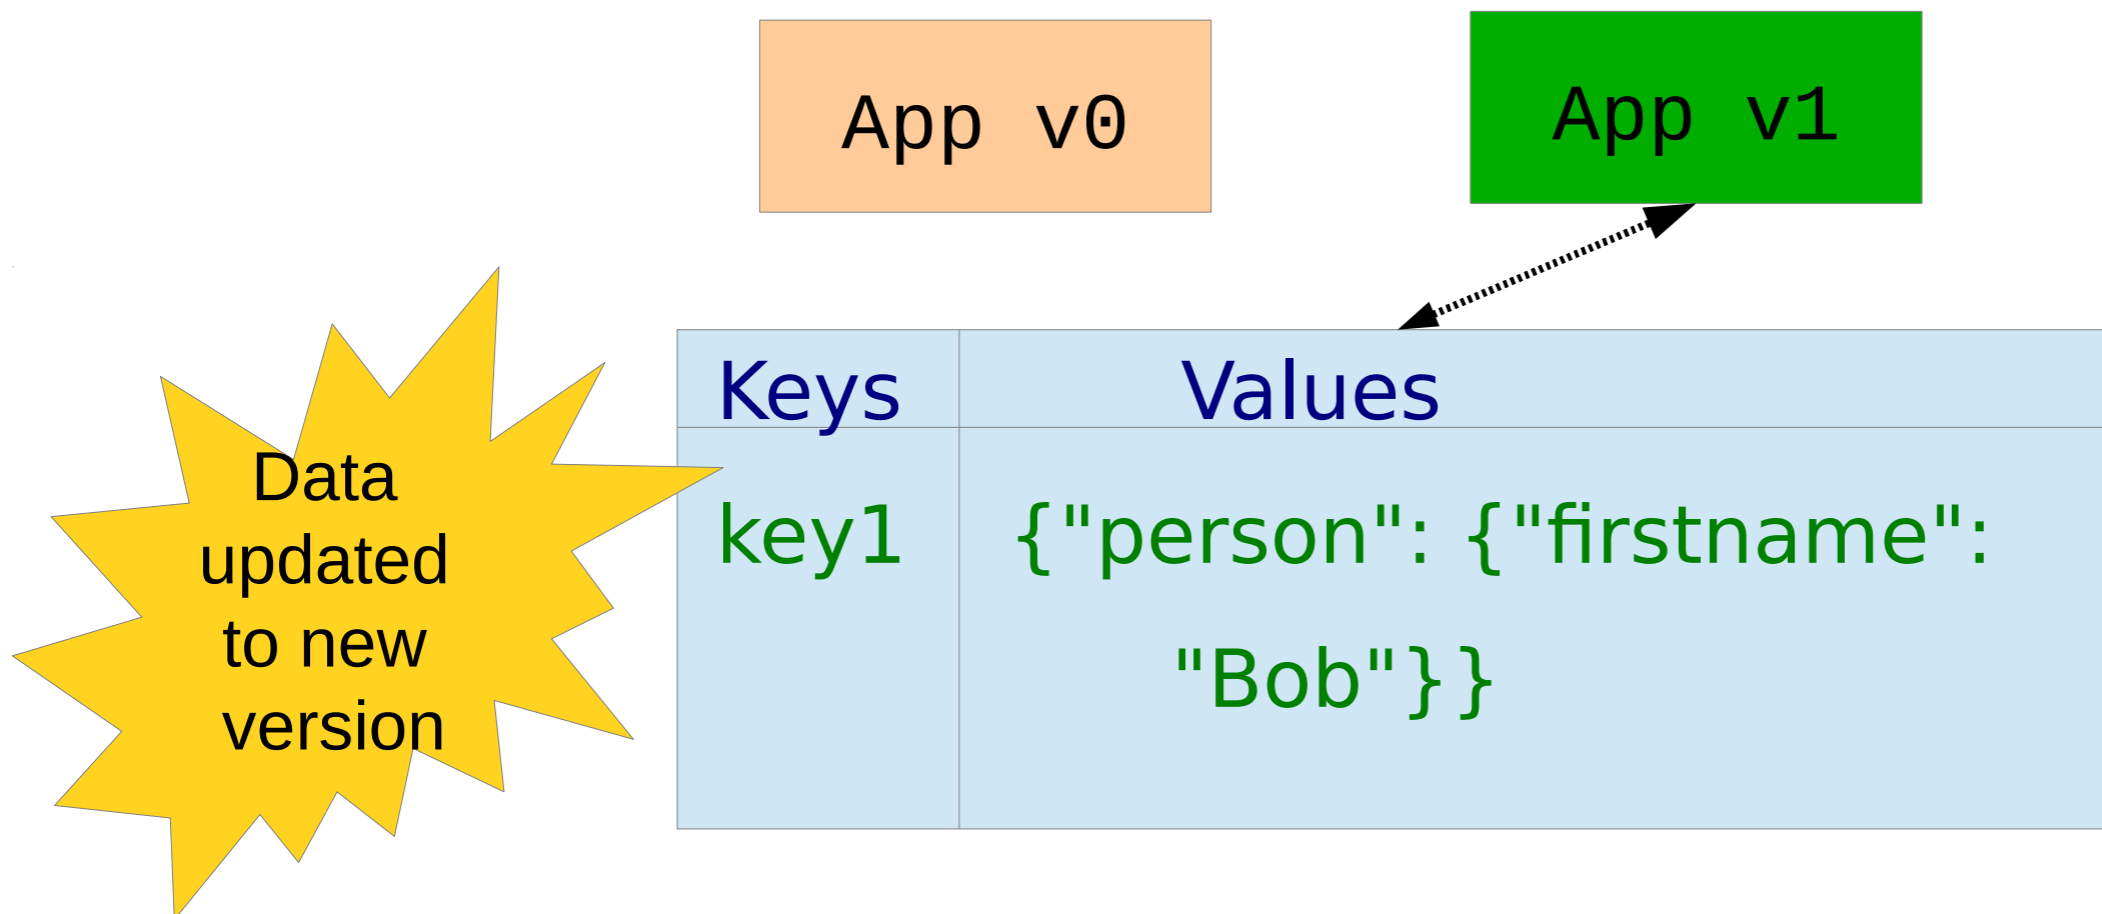 App v0
App v1
Keys
Values
key1
{"person": {"firstname":
"Bob"}}
Data
updated
to new
version